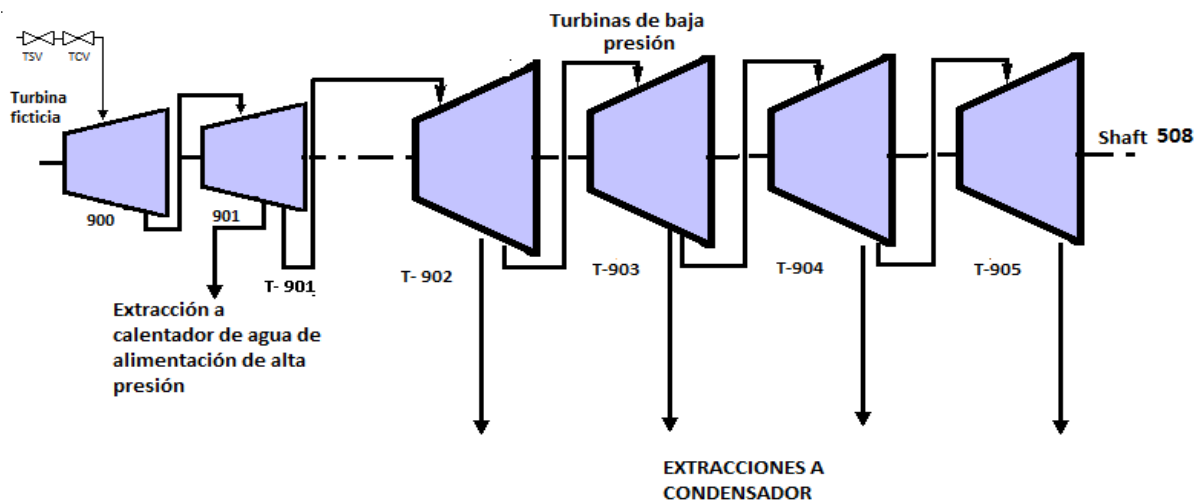 Turbinas de baja
presión
TSV
TCV
Turbina
ficticia
Shaft 508
900
901
T- 901
T- 902
T-903
T-904
T-905
Extracción a
calentador de agua de
alimentación de alta
presión
EXTRACCIONES A
CONDENSADOR